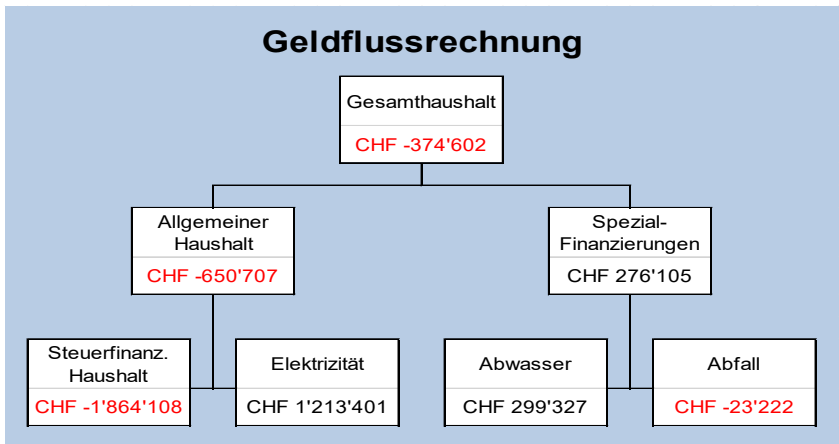 Geldflussrechnung
Gesamthaushalt
CHF -374'602
Allgemeiner
Haushalt
CHF -650'707
Spezial-
Finanzierungen
CHF 276'105
Steuerfinanz.
Haushalt
CHF -1'864'108
Elektrizität
CHF 1'213'401
Abwasser
CHF 299'327
Abfall
CHF -23'222